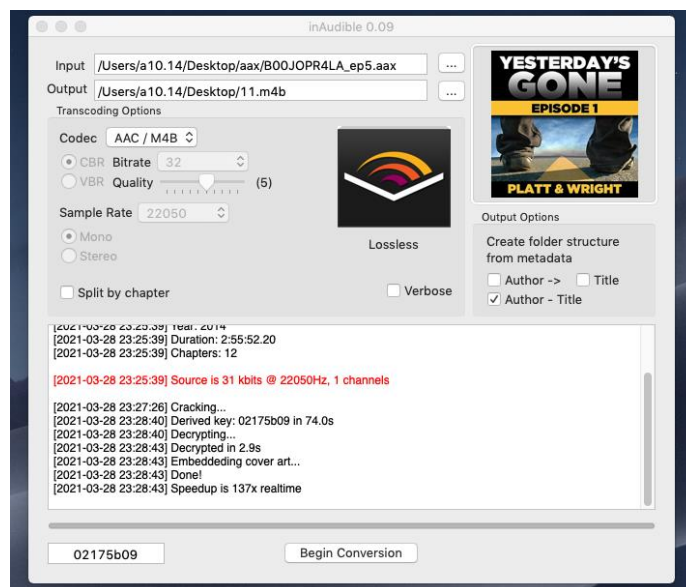 inAudible 0.09
Input /Users/a10.14/Desktop/aax/B00JOPR4LA_ep5.aax ...
Output /Users/a10.14/Desktop/11.m4b ...
Transcoding Options
Codec AAC / M4B
CBR Bitrate 32
VBR Quality (5)
Sample Rate 22050
Mono
Stereo
Lossless
Split by chapter
Verbose
YESTERDAY'S
GONE
EPISODE 1
PLATT & WRIGHT
Output Options
Create folder structure
from metadata
Author -> Title
Author - Title
[2021-03-28 23:25:39] Year: 2014
[2021-03-28 23:25:39] Duration: 2:55:52.20
[2021-03-28 23:25:39] Chapters: 12
[2021-03-28 23:25:39] Source is 31 kbits @ 22050Hz, 1 channels
[2021-03-28 23:27:26] Cracking...
[2021-03-28 23:28:40] Derived key: 02175b09 in 74.0s
[2021-03-28 23:28:40] Decrypting...
[2021-03-28 23:28:43] Decrypted in 2.9s
[2021-03-28 23:28:43] Embeddeding cover art...
[2021-03-28 23:28:43] Done!
[2021-03-28 23:28:43] Speedup is 137x realtime
02175b09
Begin Conversion